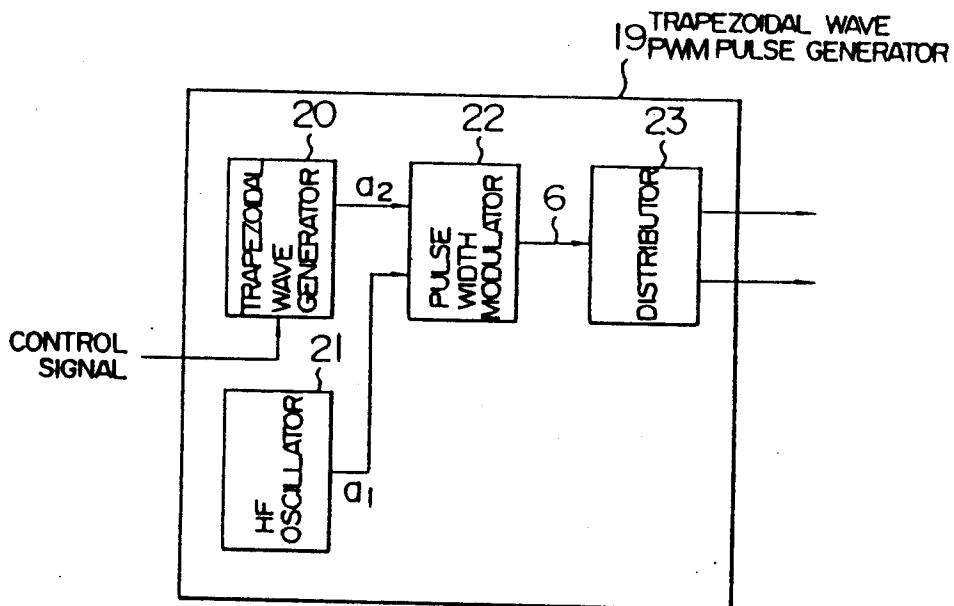 TRAPEZOIDAL WAVE
19 PWM PULSE GENERATOR
20
22
23
TRAPEZOIDAL
WAVE
GENERATOR
a2
PULSE
WIDTH
MODULATOR
6
DISTRIBUTOR
CONTROL
SIGNAL
21
HF
OSCILLATOR
a1